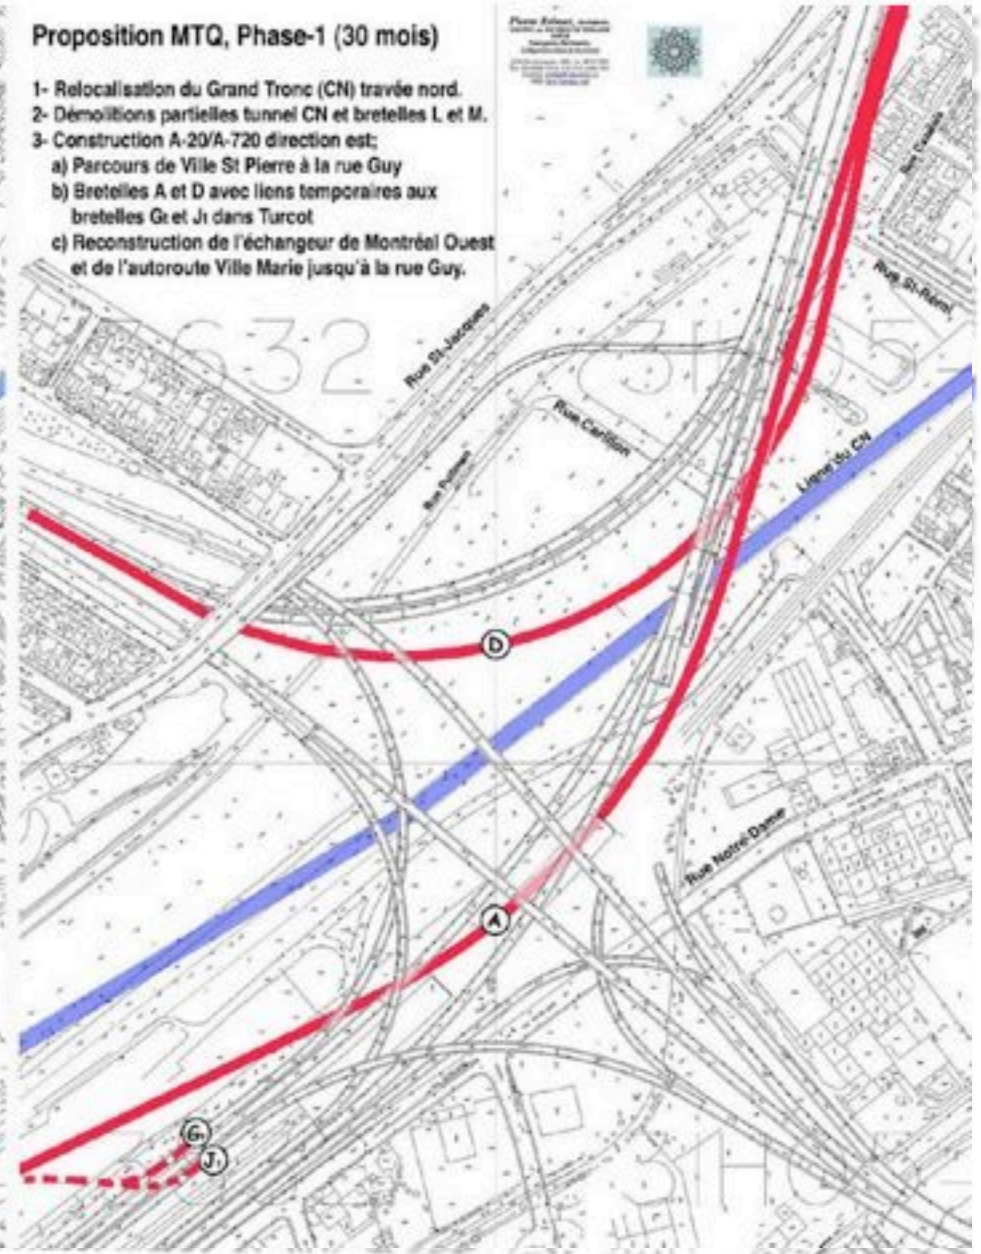 Proposition MTQ, Phase-1 (30 mois)
1- Relocalisation du Grand Tronc (CN) travée nord.
2- Démolitions partielles tunnel CN et bretelles L et M.
3- Construction A-20/A-720 direction est;
a) Parcours de Ville St Pierre à la rue Guy
b) Bretelles A et D avec liens temporaires aux
bretelles G1 et J1 dans Turcot
c) Reconstruction de l'échangeur de Montréal Ouest
et de l'autoroute Ville Marie jusqu'à la rue Guy.
Rue St-Rémi
632
Rue St-Jacques
Rue Carillon
Rue Pullman
Ligne du CN
D
Rue Notre-Dame
A
G1
J1